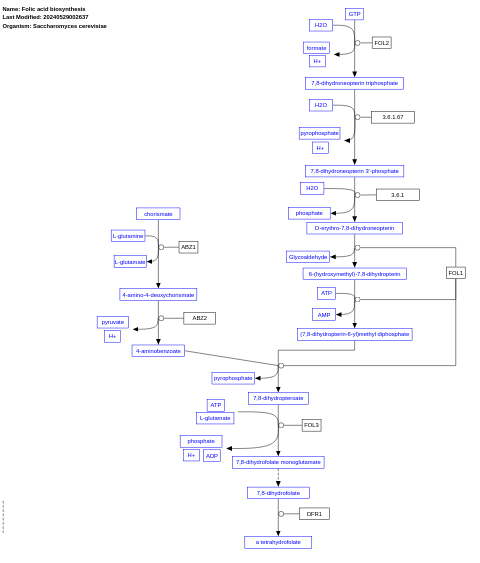 Name: Folic acid biosynthesis
Last Modified: 20240529002637
Organism: Saccharomyces cerevisiae
GTP
H2O
FOL2
formate
H+
7,8-dihydroneopterin triphosphate
H2O
3.6.1.67
pyrophosphate
H+
7,8-dihydroneopterin 3'-phosphate
H2O
3.6.1
phosphate
D-erythro-7,8-dihydroneopterin
chorismate
L-glutamine
ABZ1
L-glutamate
Glycoaldehyde
FOL1
6-(hydroxymethyl)-7,8-dihydropterin
ATP
AMP
4-amino-4-deoxychorismate
ABZ2
pyruvate
H+
(7,8-dihydropterin-6-yl)methyl diphosphate
4-aminobenzoate
pyrophosphate
7,8-dihydropteroate
ATP
L-glutamate
FOL3
phosphate
H+
ADP
7,8-dihydrofolate monoglutamate
7,8-dihydrofolate
DFR1
a tetrahydrofolate